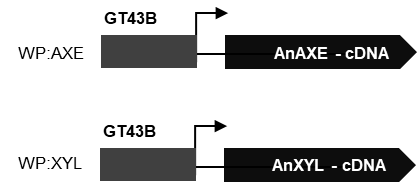 GT43B
WP:AXE
AnAXE - cDNA
GT43B
WP:XYL
AnXYL - cDNA